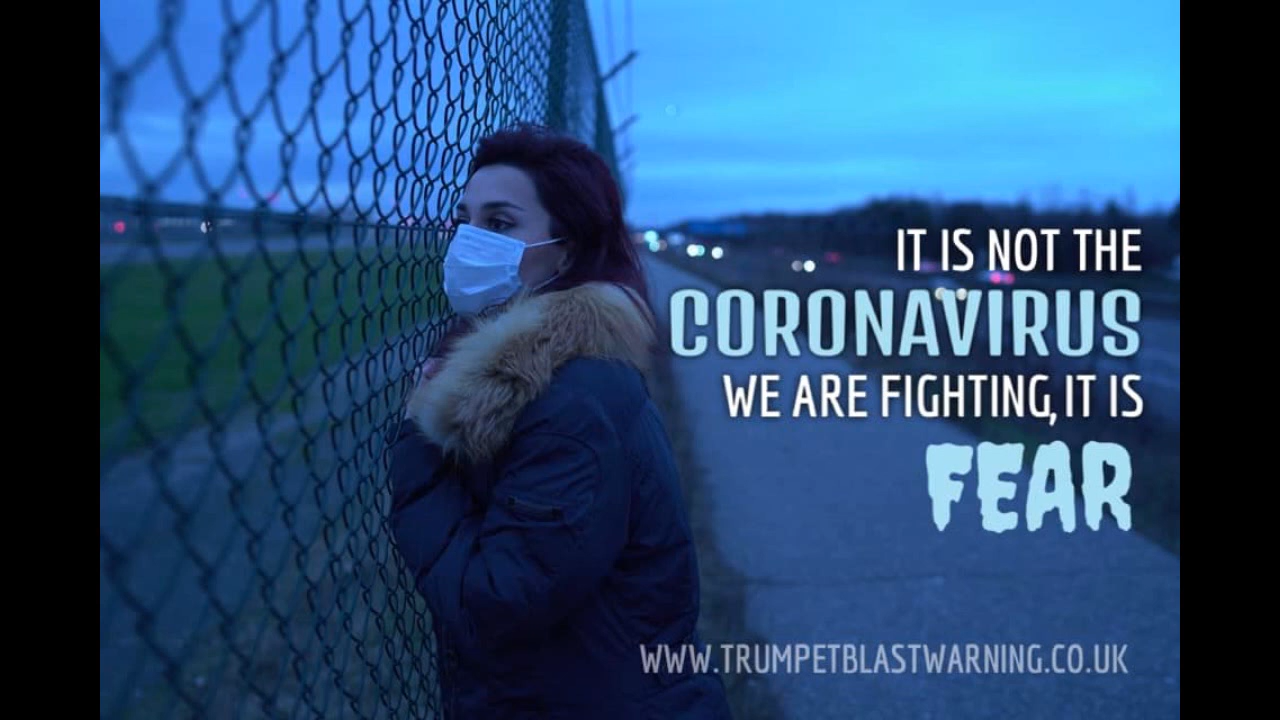 IT IS NOT THE
CORONAVIRUS
WE ARE FIGHTING, IT IS
FEAR
WWW.TRUMPETBLASTWARNING.CO.UK